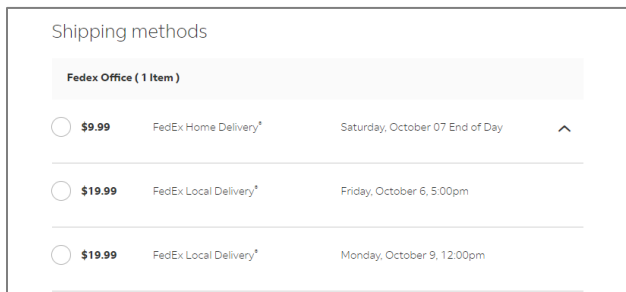 Shipping methods
Fedex Office ( 1 Item )
$9.99 FedEx Home Delivery® Saturday, October 07 End of Day
$19.99 FedEx Local Delivery® Friday, October 6, 5:00pm
$19.99 FedEx Local Delivery® Monday, October 9, 12:00pm